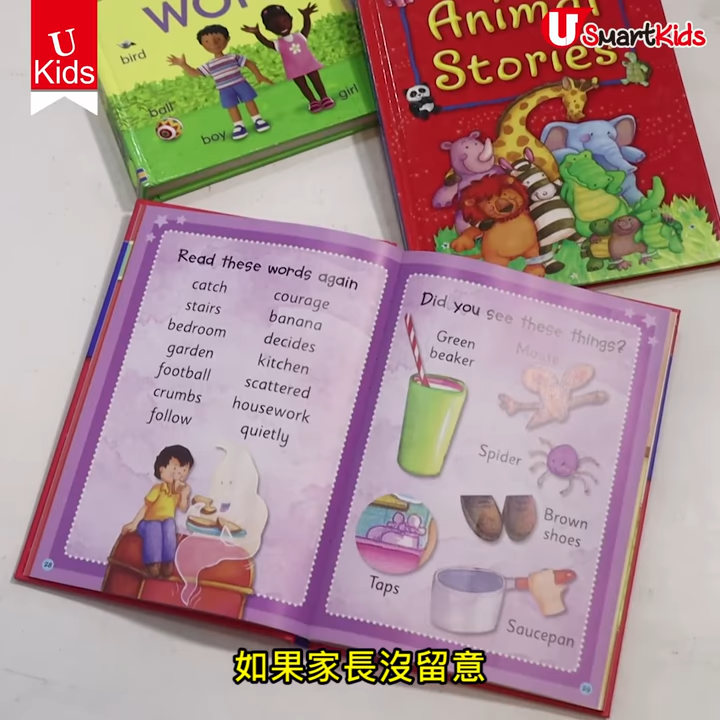 U
Kids
WOR
bird
ball
boy
girl
Animal
Stories
U SmartKids
Read these words again
catch
stairs
bedroom
garden
football
crumbs
follow
courage
banana
decides
kitchen
scattered
housework
quietly
28
Did you see these things?
Green
beaker
Mouse
Spider
Brown
shoes
Taps
Saucepan
如果家長沒留意